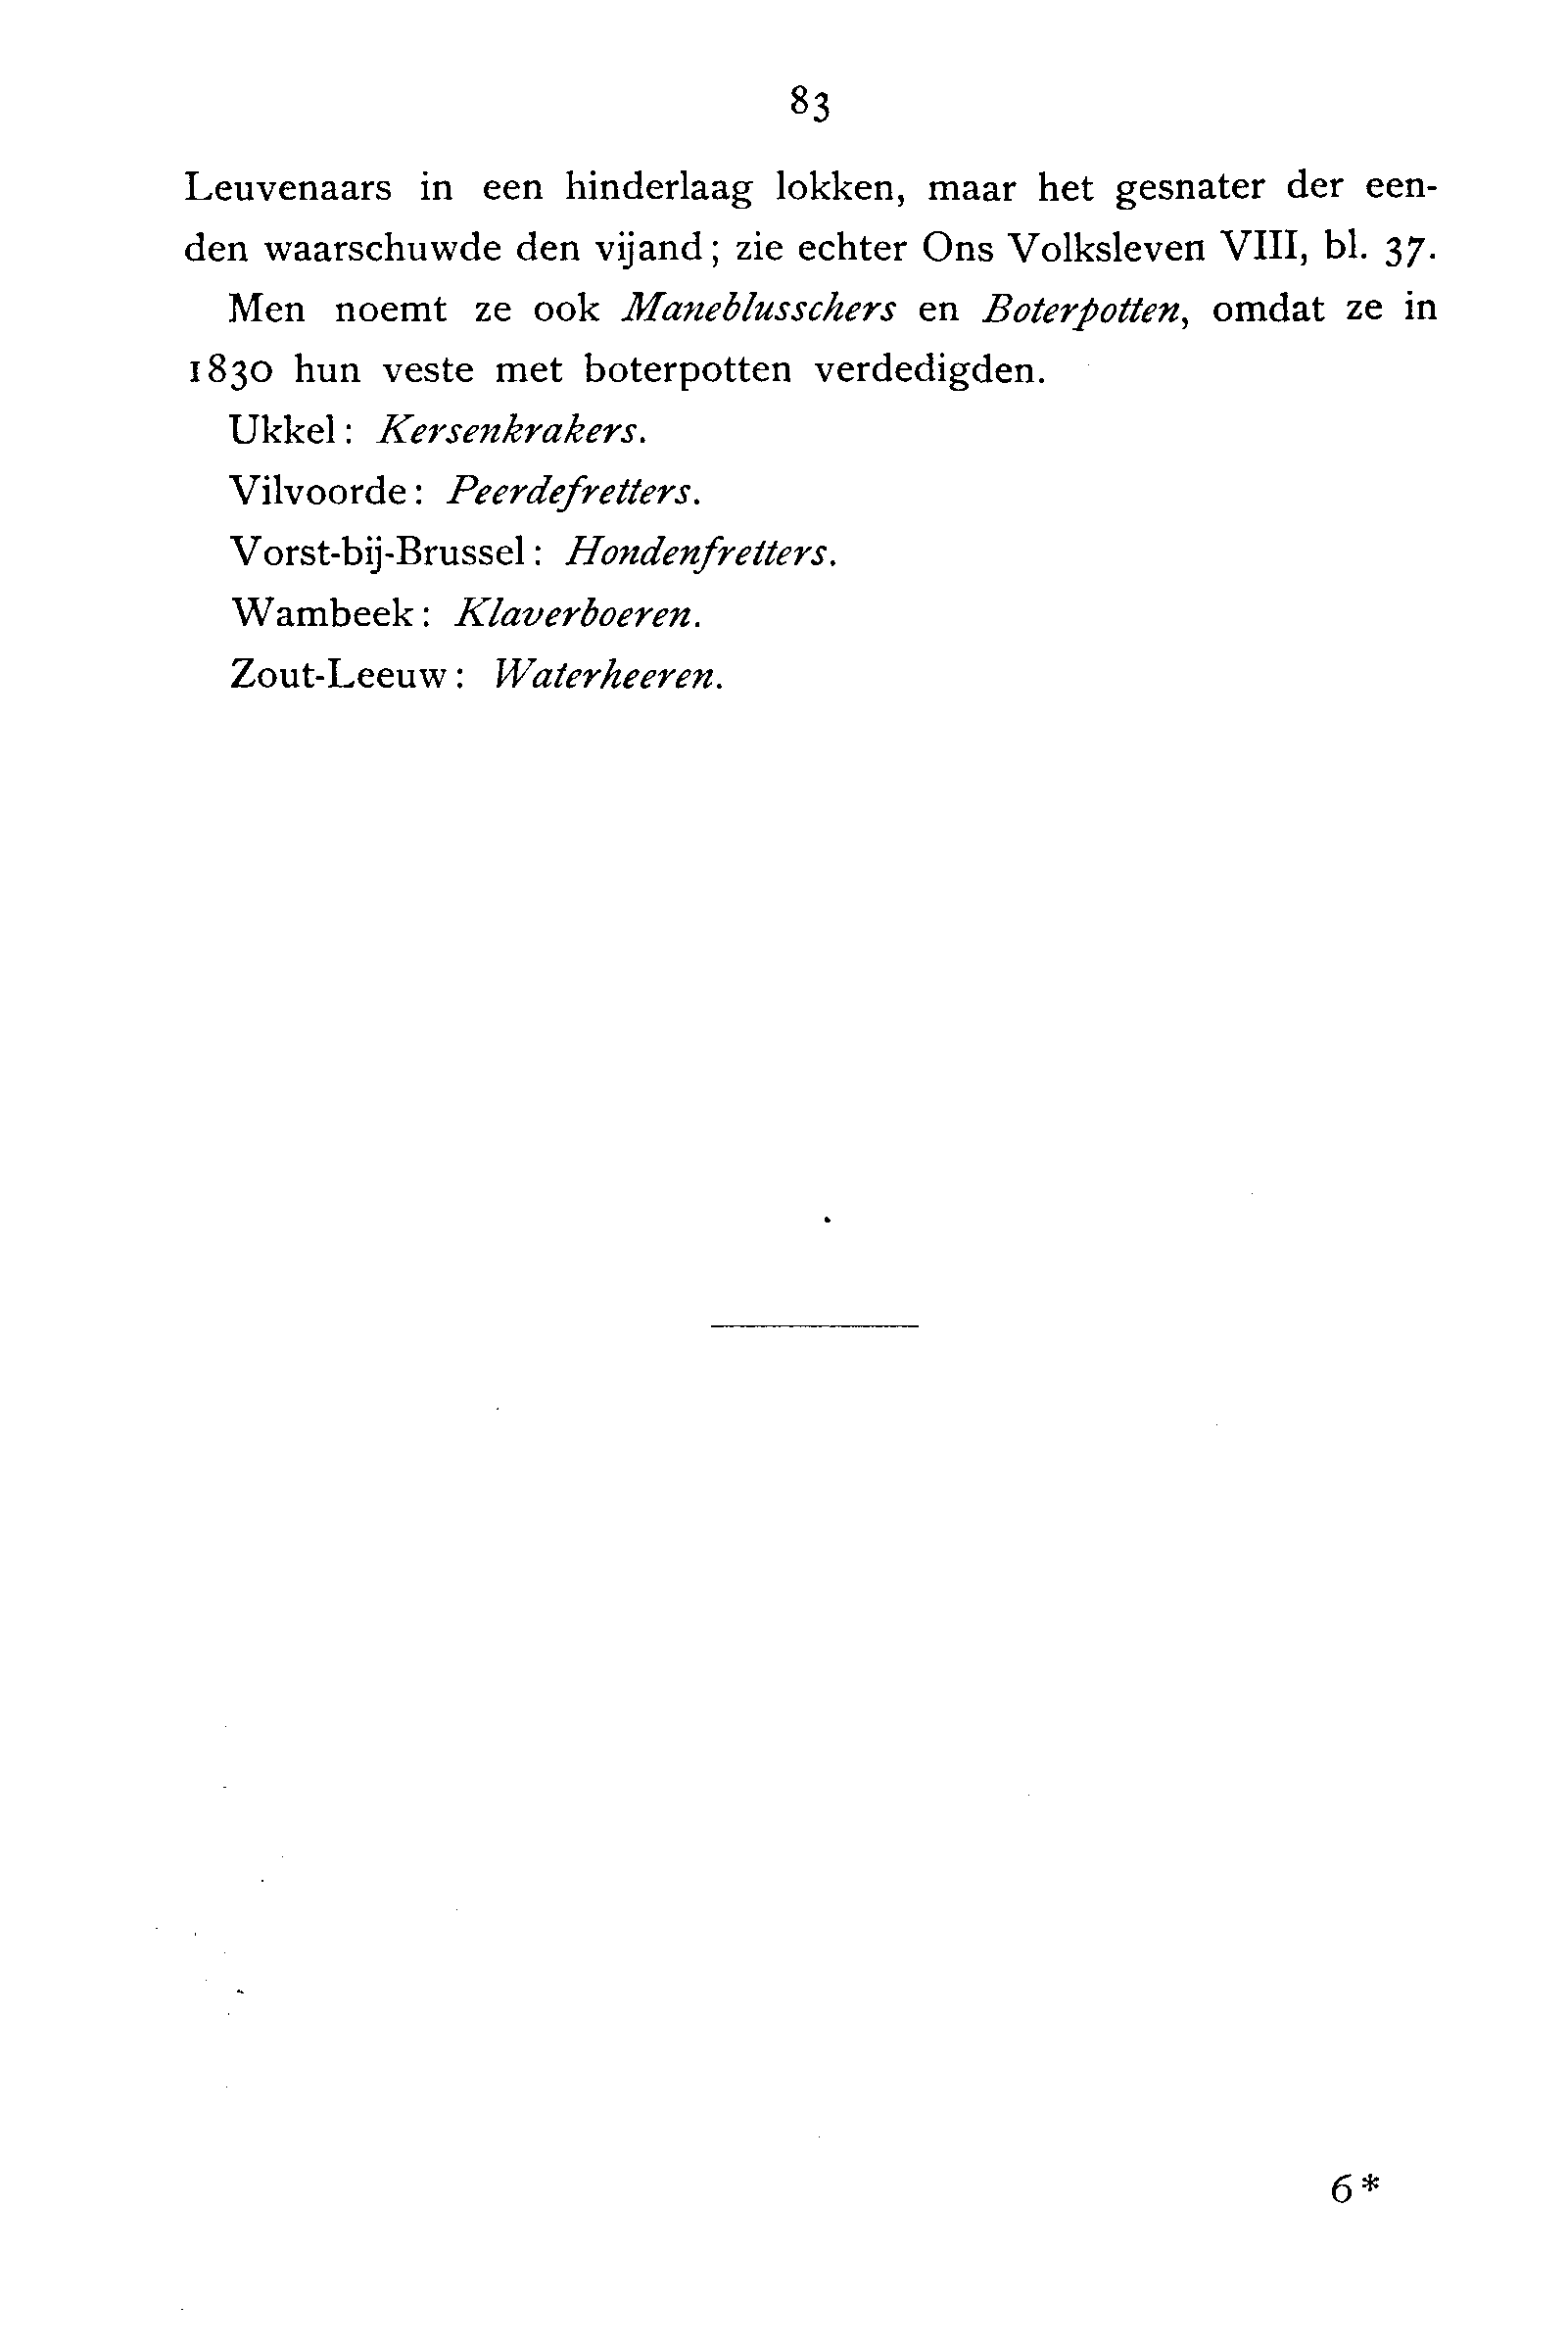 83
Leuvenaars in een hinderlaag lokken, maar het gesnater der een-
den waarschuwde den vijand; zie echter Ons Volksleven VIII, bl. 37.
Men noemt ze ook Maneblusschers en Boterpotten, omdat ze in
1830 hun veste met boterpotten verdedigden.
Ukkel: Kersenkrakers.
Vilvoorde: Peerdefretters.
Vorst-bij-Brussel: Hondenfretters.
Wambeek: Klaverboeren.
Zout-Leeuw: Waterheeren.
6*